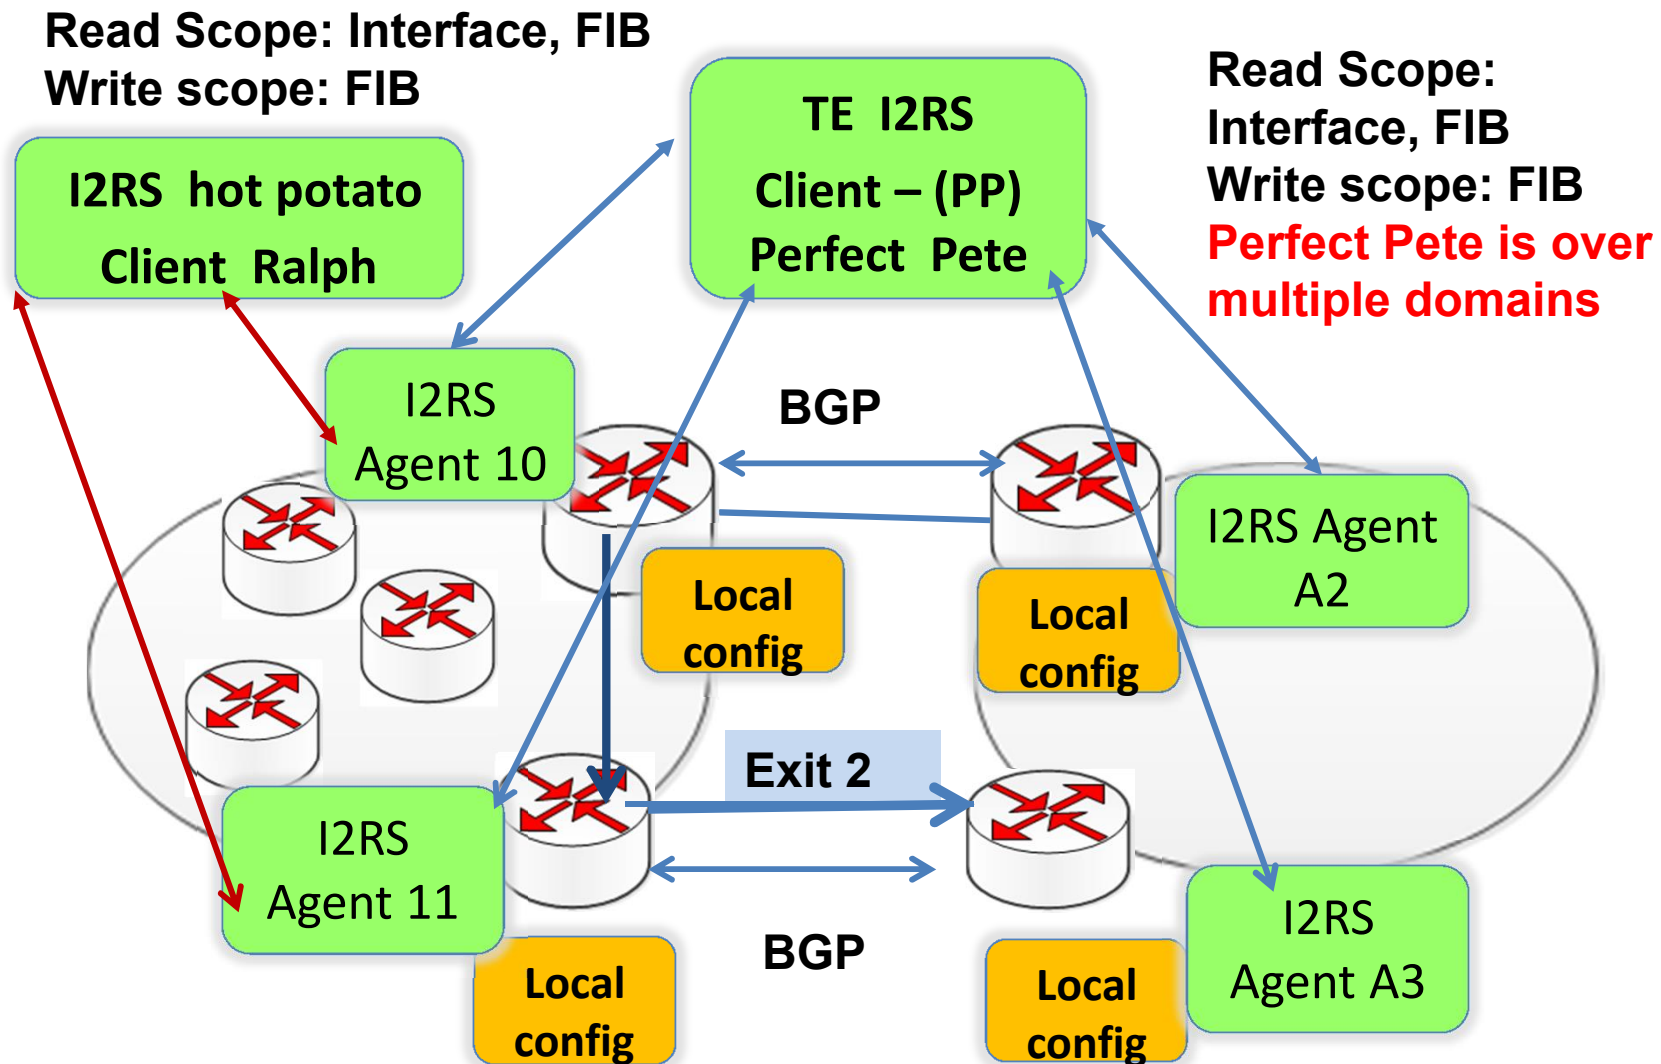 Read Scope: Interface, FIB
Write scope: FIB
I2RS hot potato
Client Ralph
TE I2RS
Client – (PP)
Perfect Pete
Read Scope:
Interface, FIB
Write scope: FIB
Perfect Pete is over
multiple domains
I2RS
Agent 10
BGP
I2RS Agent
A2
Local
config
Local
config
Exit 2
I2RS
Agent 11
BGP
I2RS
Agent A3
Local
config
Local
config